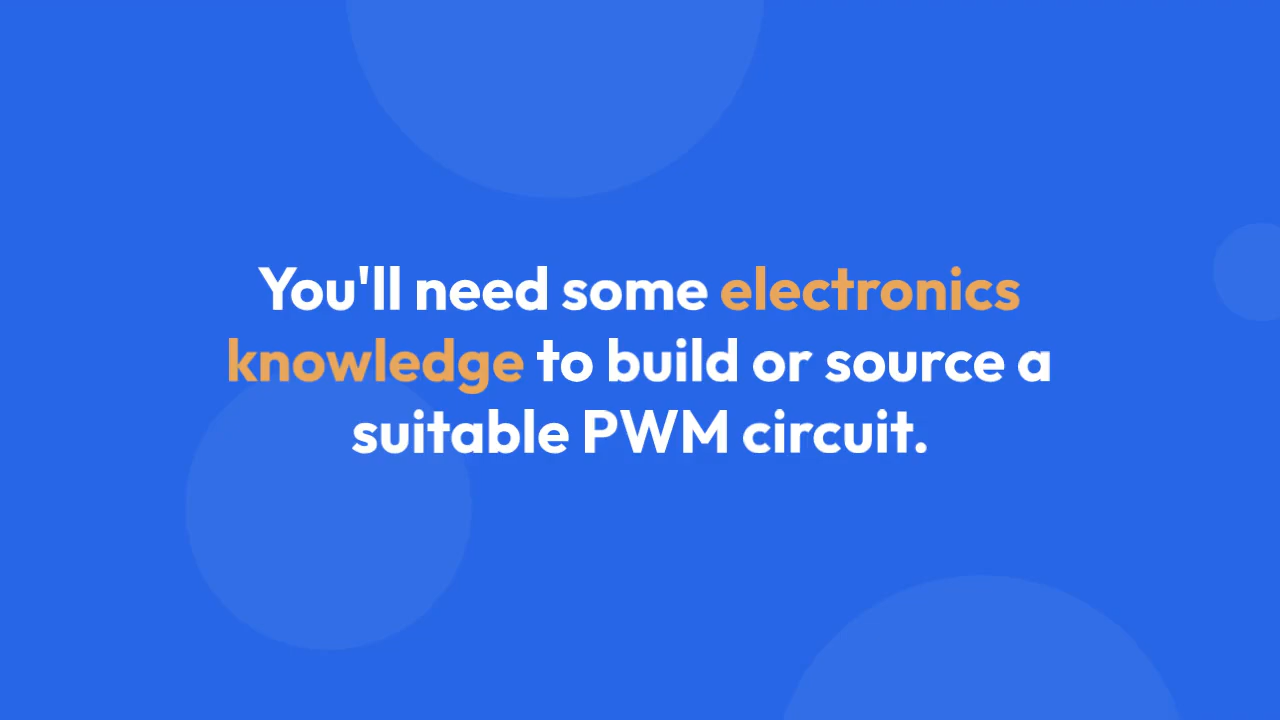 You'll need some electronics
knowledge to build or source a
suitable PWM circuit.